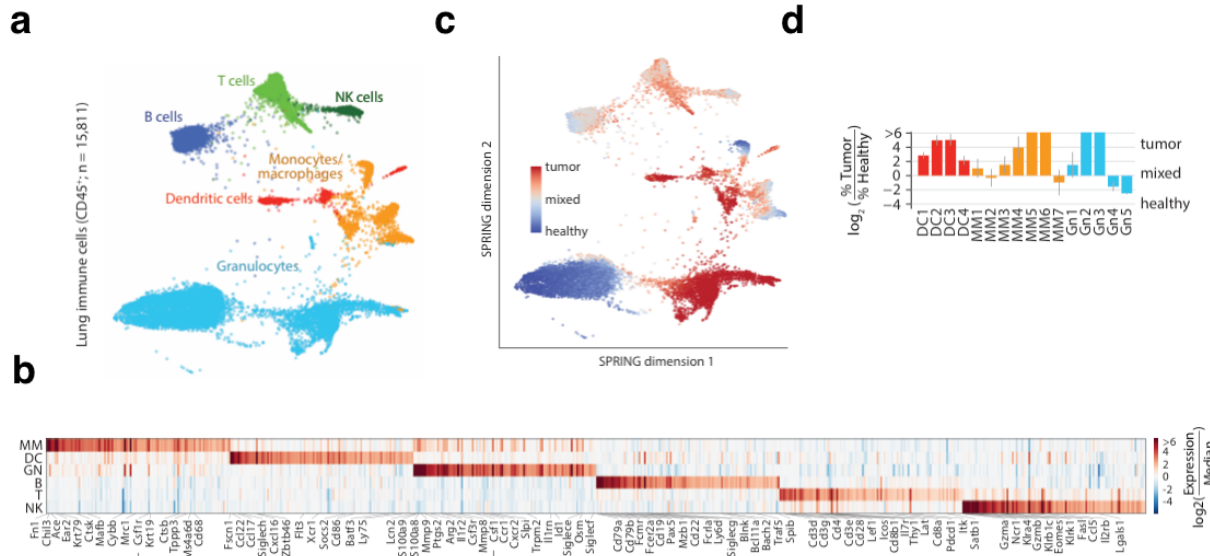 a
Lung immune cells (CD45+; n = 15,811)
T cells
NK cells
B cells
Monocytes/
macrophages
Dendritic cells
Granulocytes
c
SPRING dimension 2
tumor
mixed
healthy
SPRING dimension 1
d
log2(% Tumor / % Healthy)
>6
4
2
0
−2
−4
tumor
mixed
healthy
DC1
DC2
DC3
DC4
MM1
MM2
MM3
MM4
MM5
MM6
MM7
Gn1
Gn2
Gn3
Gn4
Gn5
b
MM
DC
GN
B
T
NK
>6
4
2
-2
-4
log2(Expression / Median
Fn1
Chil3
Ace
Ear2
Krt79
Ctsk
Mafb
Cybb
Mrc1
Csf1r
Krt19
Ctsb
Tppp3
Ms4a6d
Cd68
Fscn1
Ccl22
Ccl17
Siglech
Cxcl16
Zbtb46
Flt3
Xcr1
Socs2
Cd86
Batf3
Ly75
Lcn2
S100a9
S100a8
Mmp9
Ptgs2
Arg2
Il1r2
Csf3r
Mmp8
Csf1
Ccr1
Cxcr2
Slpi
Trpm2
Il1rn
Siglece
Id1
Osm
Siglecf
Cd79a
Cd79b
Fcmr
Fcer2a
Cd19
Pax5
Mzb1
Cd22
Fcrla
Ly6d
Siglecg
Blnk
Bcl11a
Bach2
Traf5
Spib
Cd3d
Cd3g
Cd4
Cd3e
Cd28
Lef1
Icos
Cd8b1
Il7r
Thy1
Lat
Cd8a
Pdcd1
Itk
Satb1
Gzma
Ncr1
Klra4
Gzmb
Klrb1c
Eomes
Klrk1
Fasl
Ccl5
Il2rb
Lgals1